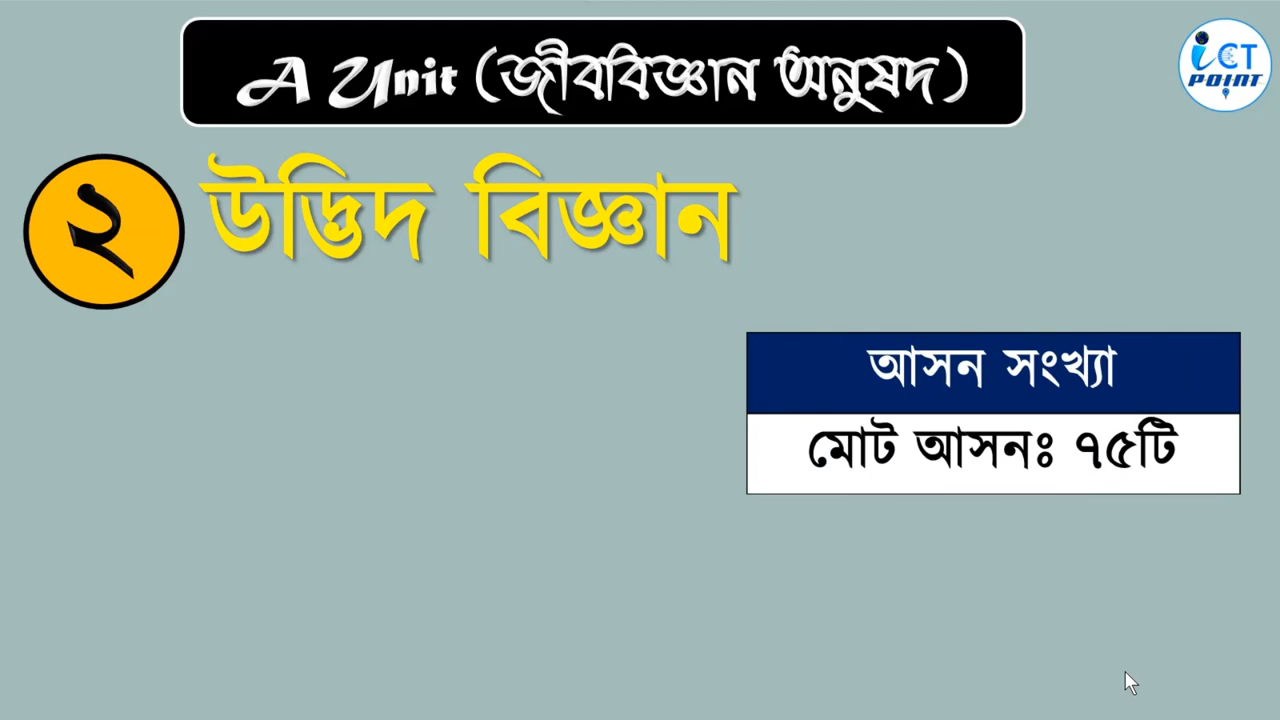 A Unit (জীববিজ্ঞান অনুষদ)
iCT
POINT
২
উদ্ভিদ বিজ্ঞান
আসন সংখ্যা
মোট আসনঃ ৭৫টি